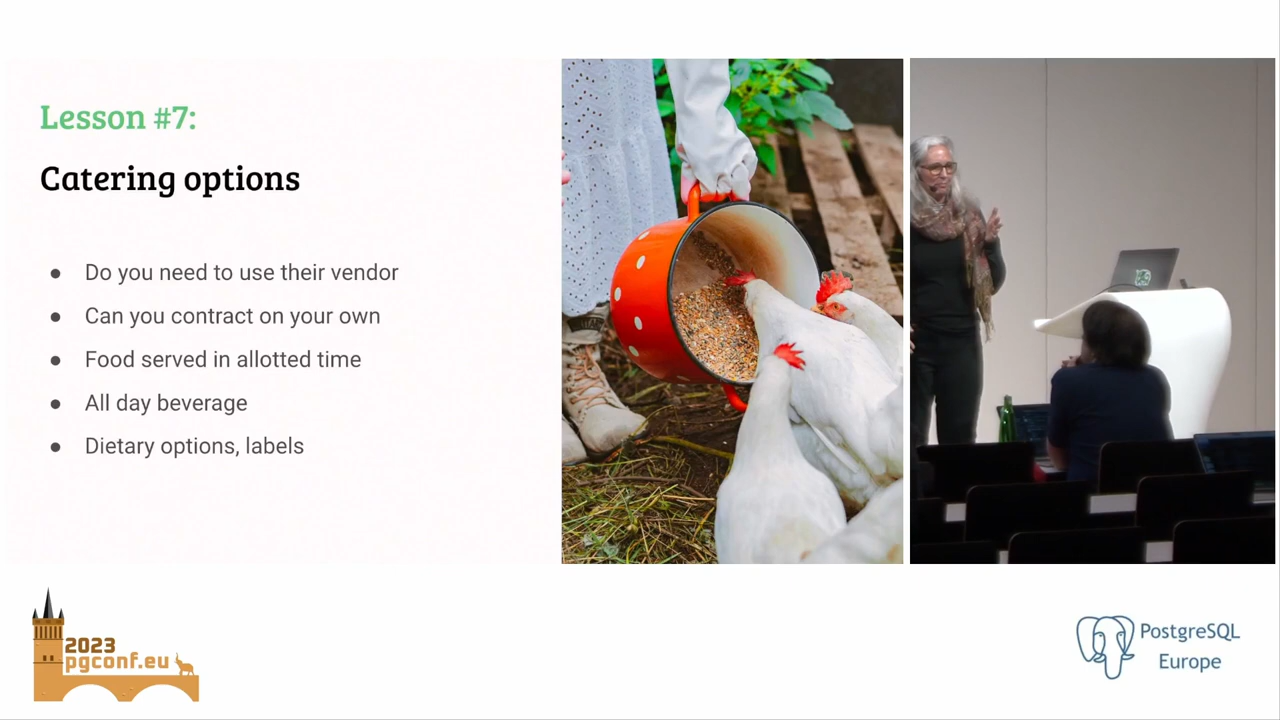 Lesson #7:
Catering options
● Do you need to use their vendor
● Can you contract on your own
● Food served in allotted time
● All day beverage
● Dietary options, labels
2023
pgconf.eu
PostgreSQL
Europe